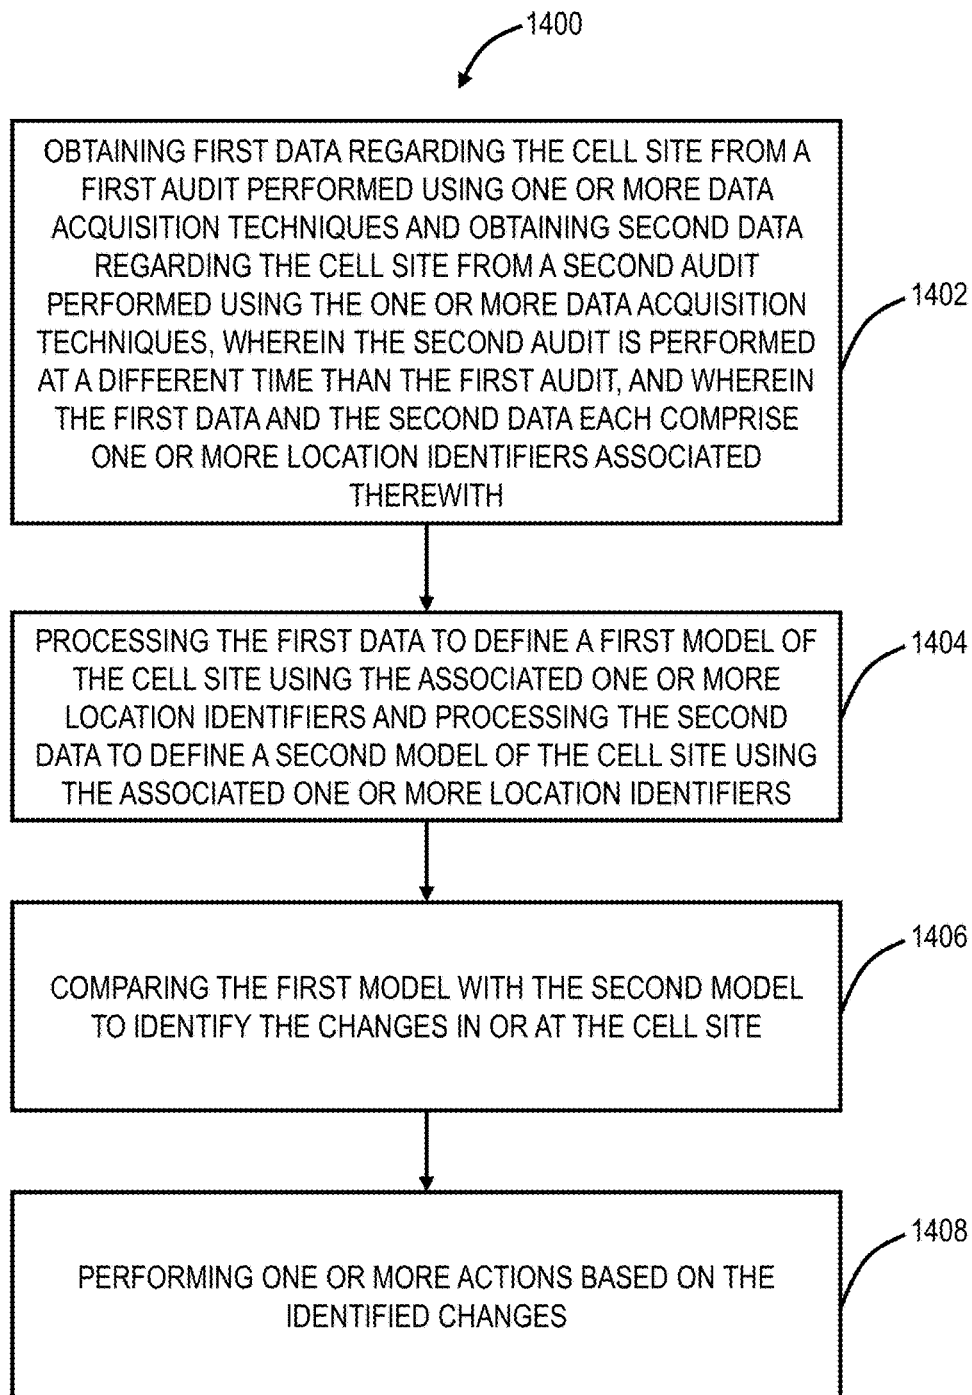 1400
OBTAINING FIRST DATA REGARDING THE CELL SITE FROM A
FIRST AUDIT PERFORMED USING ONE OR MORE DATA
ACQUISITION TECHNIQUES AND OBTAINING SECOND DATA
REGARDING THE CELL SITE FROM A SECOND AUDIT
PERFORMED USING THE ONE OR MORE DATA ACQUISITION
TECHNIQUES, WHEREIN THE SECOND AUDIT IS PERFORMED
AT A DIFFERENT TIME THAN THE FIRST AUDIT, AND WHEREIN
THE FIRST DATA AND THE SECOND DATA EACH COMPRISE
ONE OR MORE LOCATION IDENTIFIERS ASSOCIATED
THEREWITH
1402
PROCESSING THE FIRST DATA TO DEFINE A FIRST MODEL OF
THE CELL SITE USING THE ASSOCIATED ONE OR MORE
LOCATION IDENTIFIERS AND PROCESSING THE SECOND
DATA TO DEFINE A SECOND MODEL OF THE CELL SITE USING
THE ASSOCIATED ONE OR MORE LOCATION IDENTIFIERS
1404
COMPARING THE FIRST MODEL WITH THE SECOND MODEL
TO IDENTIFY THE CHANGES IN OR AT THE CELL SITE
1406
PERFORMING ONE OR MORE ACTIONS BASED ON THE
IDENTIFIED CHANGES
1408